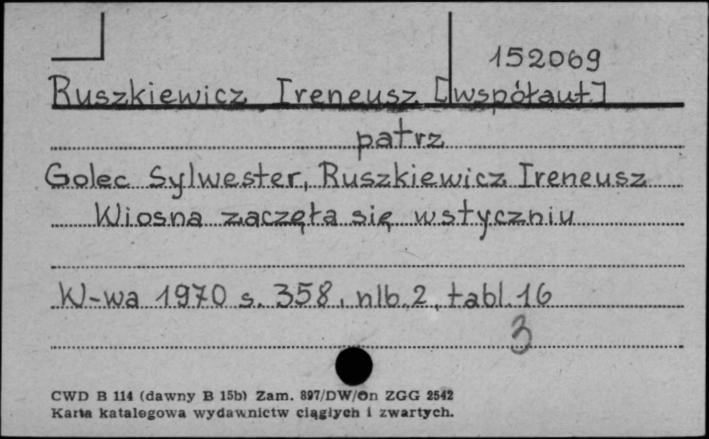 152069
Ruszkiewicz Ireneusz [współaut.]
patrz
Golec Sylwester, Ruszkiewicz Ireneusz
Wiosna zaczęła się w styczniu
W-wa 1970 s. 358, nlb. 2, tabl. 16
3
CWD B 114 (dawny B 15b) Zam. 897/DW/On ZGG 2542
Karta katalogowa wydawnictw ciągłych i zwartych.